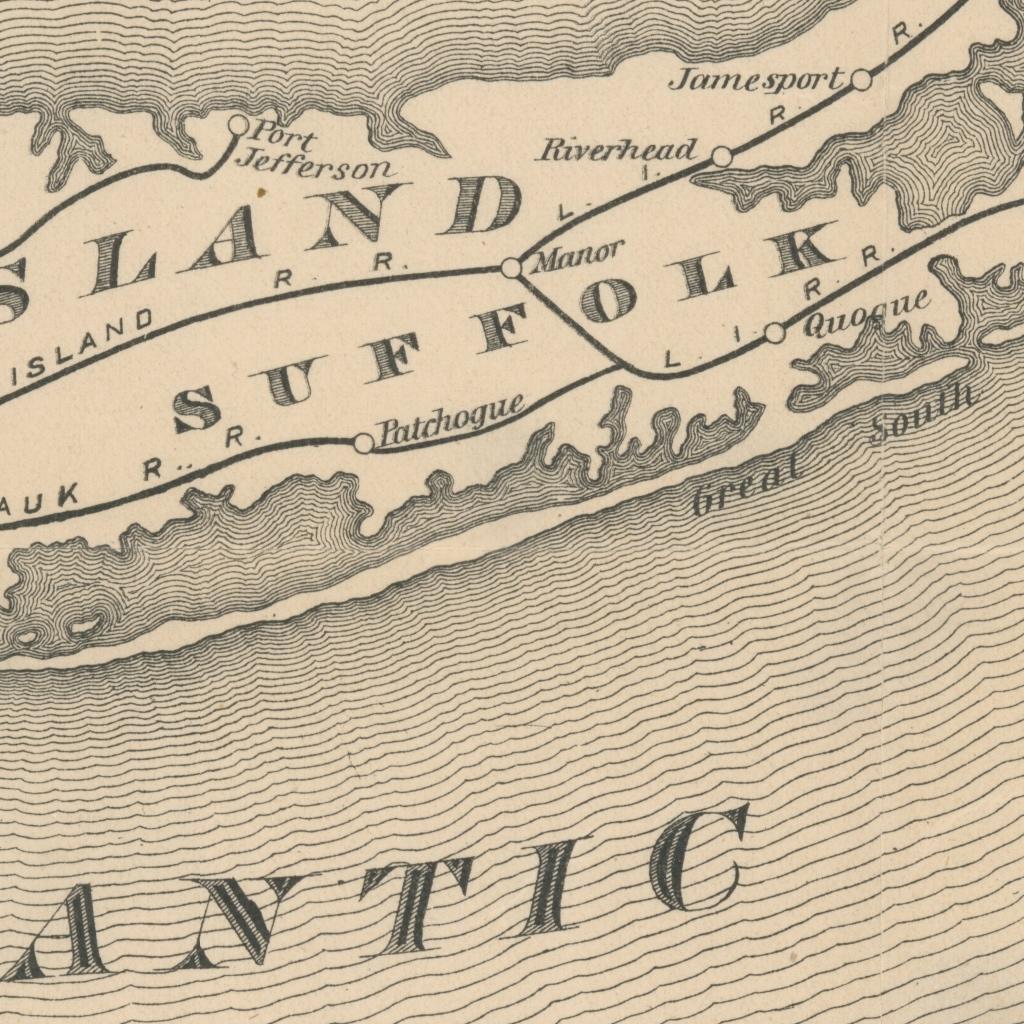 R.
Jamesport
R.
Port
Jefferson
Riverhead
I.
L.
SLAND
Manor
R. R.
ISLAND
SUFFOLK
L. I. R. R.
Quogue
Patchogue
AUK R.. R.
Great South
ANTIC